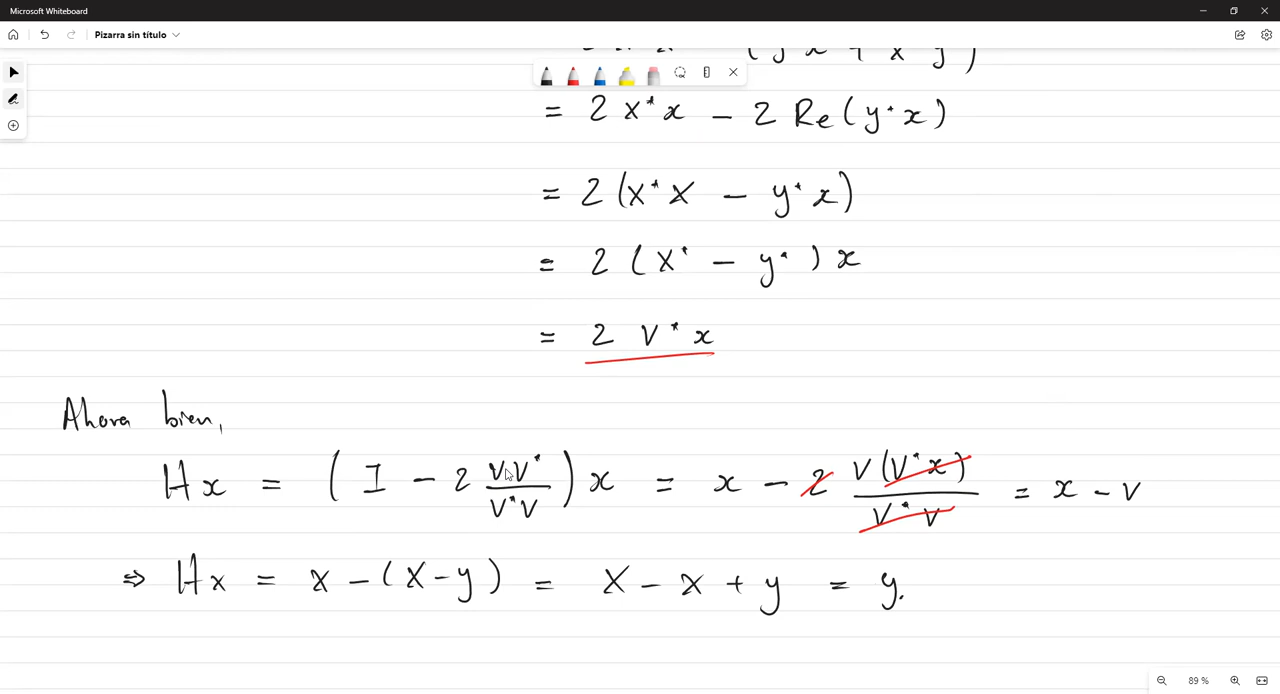 Microsoft Whiteboard
Pizarra sin título
= 2 x*x − 2 Re(y*x)
= 2(x*x − y*x)
= 2(x* − y*)x
= 2 v*x
Ahora bien,
Hx = (I − 2 vv*/v*v)x = x − 2 v(v*x)/v*v = x − v
⇒ Hx = x − (x−y) = x − x + y = y.
89 %